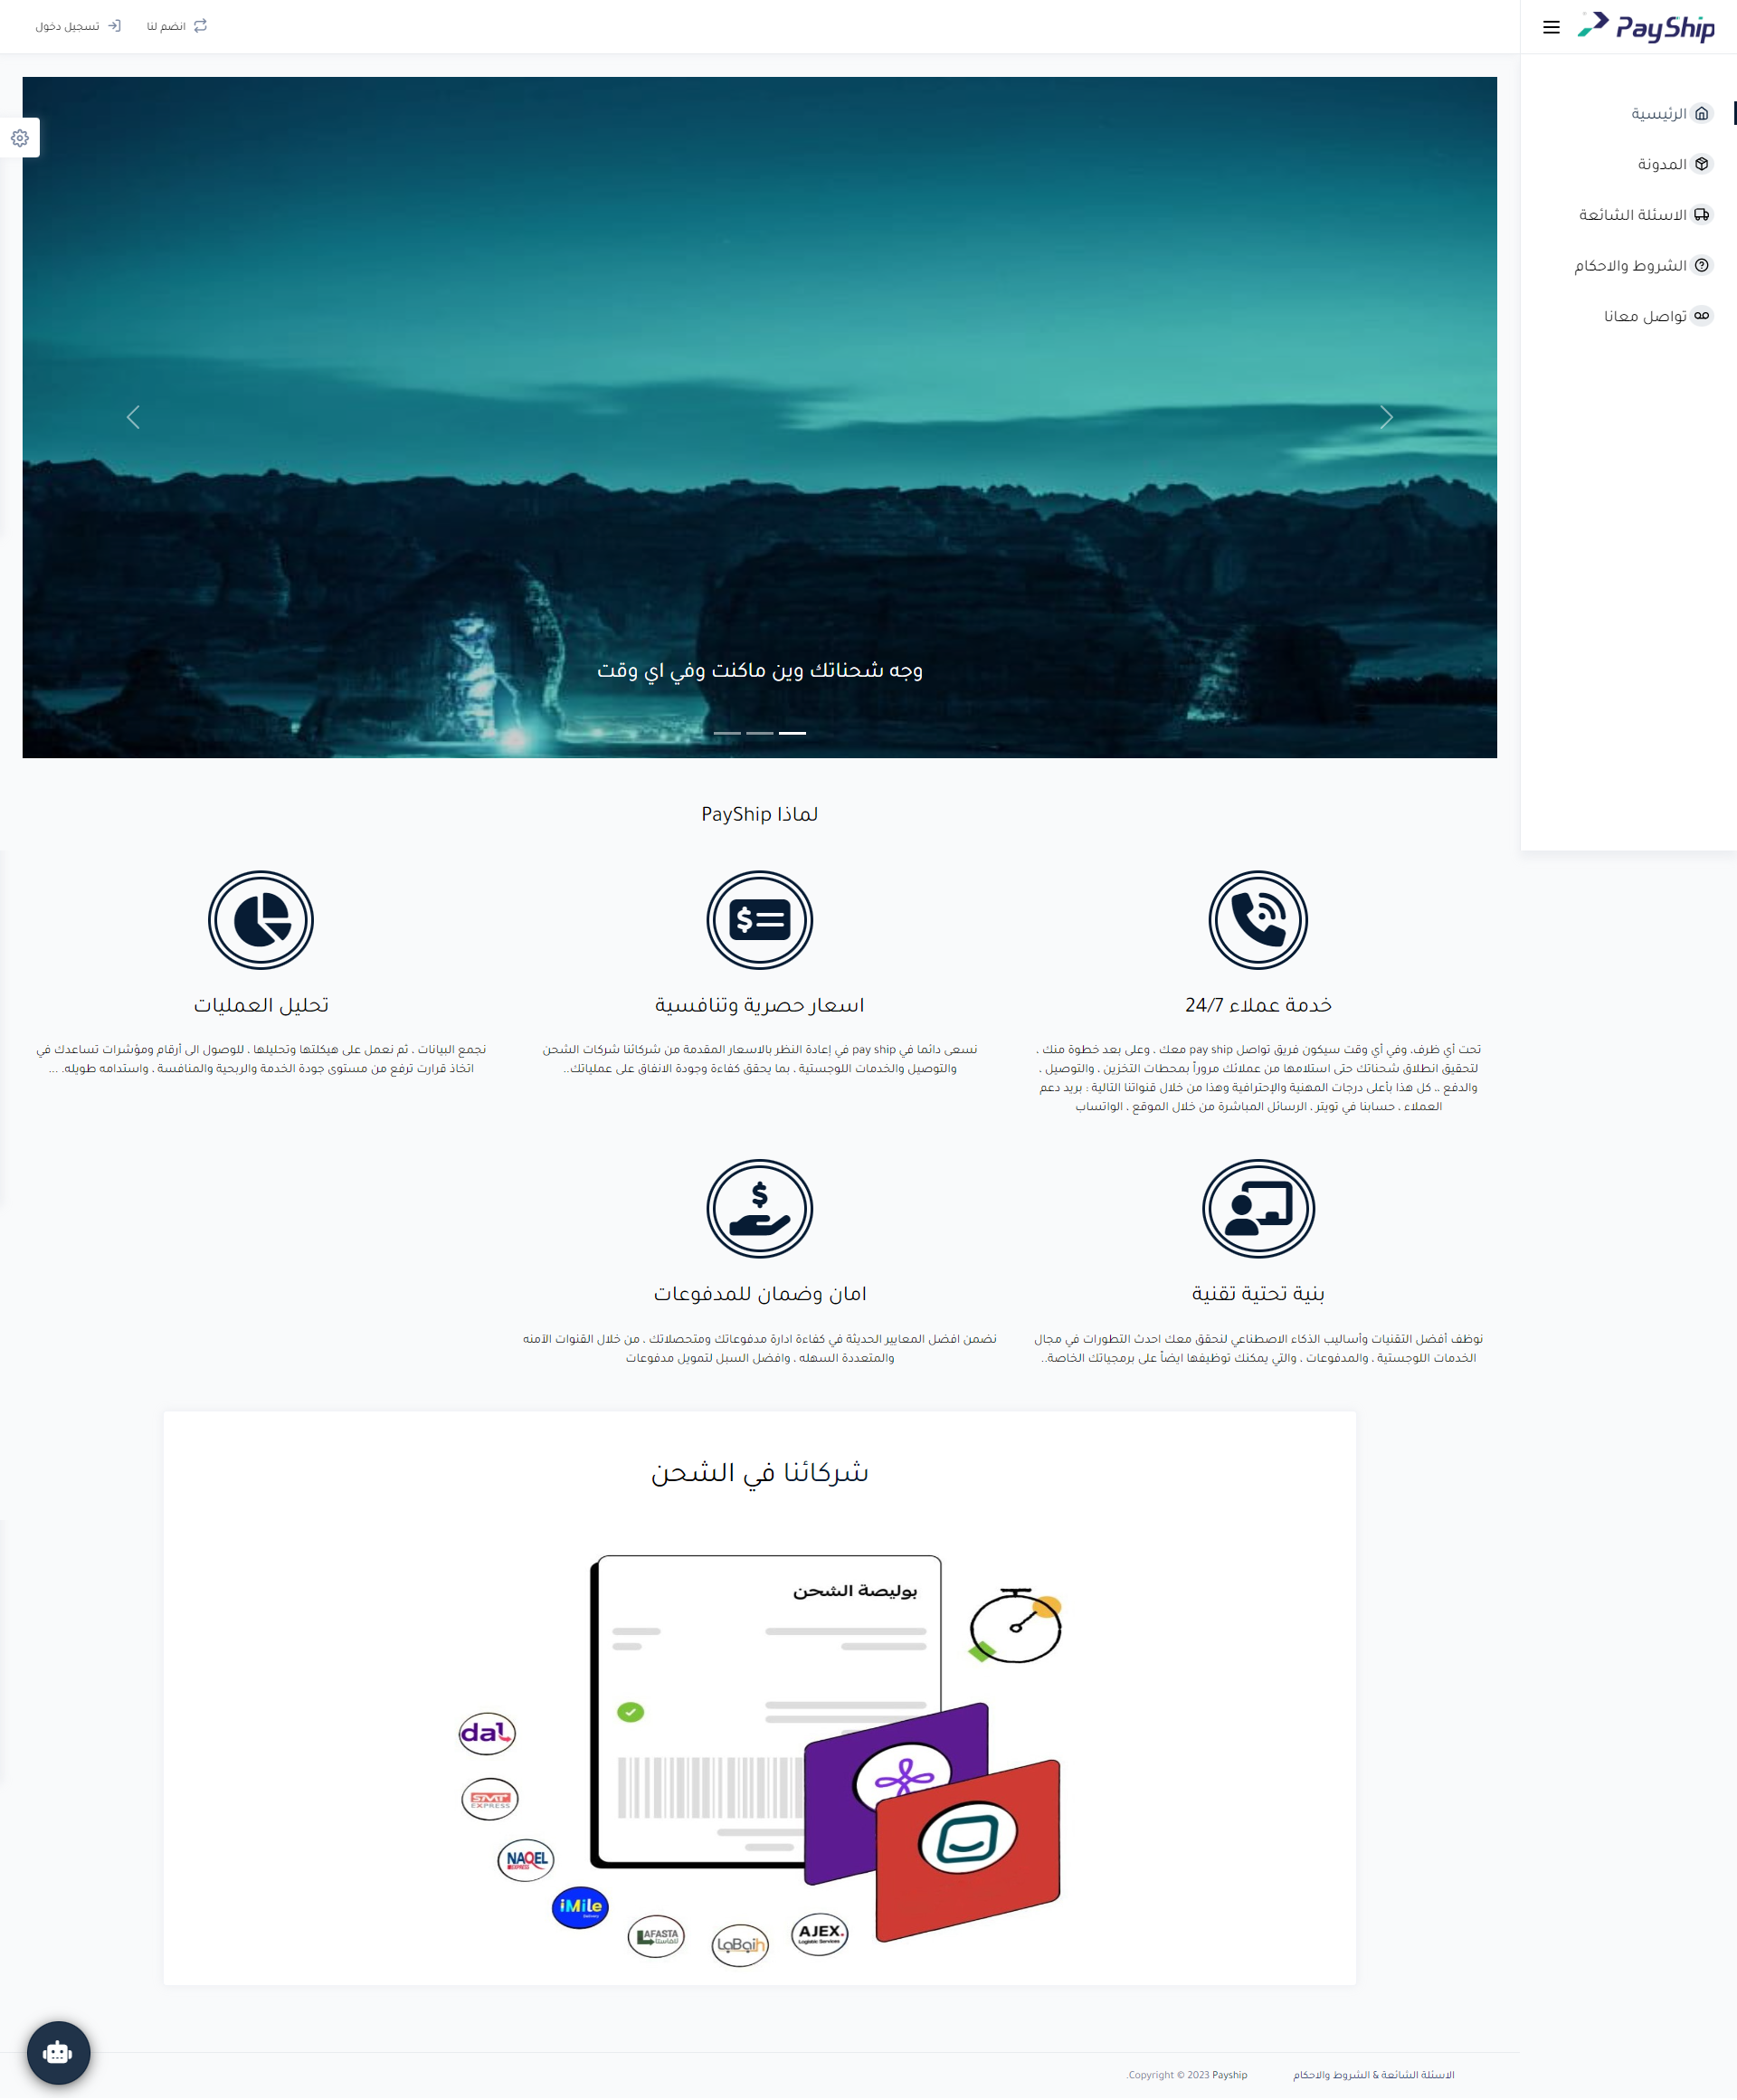 PayShip
انضم لنا
تسجيل دخول
الرئيسية
المدونة
الاسئلة الشائعة
الشروط والاحكام
تواصل معانا
وجه شحناتك وين ماكنت وفي اي وقت
لماذا PayShip
خدمة عملاء 24/7
تحت أي ظرف، وفي أي وقت سيكون فريق تواصل pay ship معك ، وعلى بعد خطوة منك ،
لتحقيق انطلاق شحناتك حتى استلامها من عملائك مروراً بمحطات التخزين ، والتوصيل ،
والدفع ،، كل هذا بأعلى درجات المهنية والإحترافية وهذا من خلال قنواتنا التالية : بريد دعم
العملاء ، حسابنا في تويتر ، الرسائل المباشرة من خلال الموقع ، الواتساب
اسعار حصرية وتنافسية
نسعى دائما في pay ship في إعادة النظر بالاسعار المقدمة من شركائنا شركات الشحن
والتوصيل والخدمات اللوجستية ، بما يحقق كفاءة وجودة الانفاق على عملياتك..
تحليل العمليات
نجمع البيانات ، ثم نعمل على هيكلتها وتحليلها ، للوصول الى أرقام ومؤشرات تساعدك في
اتخاذ قرارت ترفع من مستوى جودة الخدمة والربحية والمنافسة ، واستدامه طويله. ...
بنية تحتية تقنية
نوظف أفضل التقنيات وأساليب الذكاء الاصطناعي لنحقق معك احدث التطورات في مجال
الخدمات اللوجستية ، والمدفوعات ، والتي يمكنك توظيفها ايضاً على برمجياتك الخاصة..
امان وضمان للمدفوعات
نضمن افضل المعايير الحديثة في كفاءة ادارة مدفوعاتك ومتحصلاتك ، من خلال القنوات الآمنه
والمتعددة السهله ، وافضل السبل لتمويل مدفوعات
شركائنا في الشحن
بوليصة الشحن
dal
SMT
EXPRESS
NAQEL
EXPRESS
iMile
Delivery
LAFASTA
لافاستا
LaBaih
AJEX.
Logistic Services
الاسئلة الشائعة & الشروط والاحكام
Copyright © 2023 Payship.